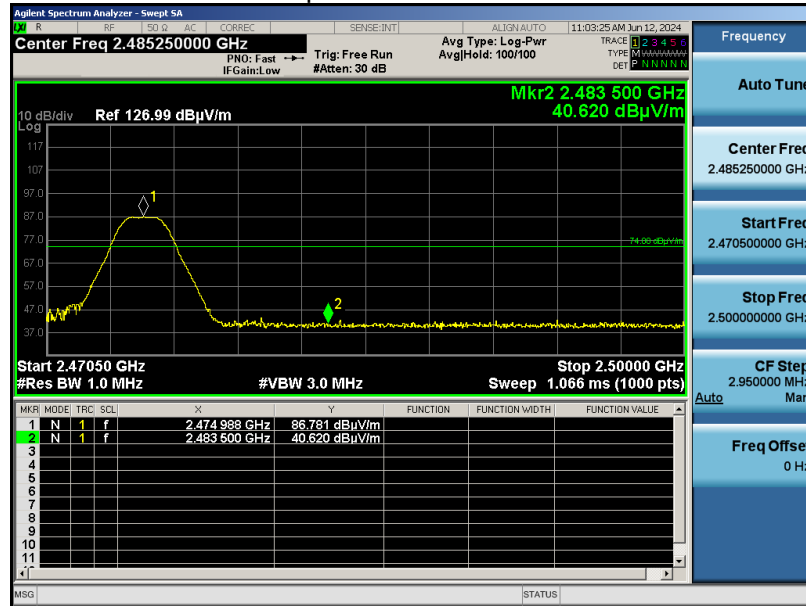 Agilent Spectrum Analyzer - Swept SA
LXI R RF 50 Ω AC CORREC SENSE:INT ALIGN AUTO 11:03:25 AM Jun 12, 2024
Center Freq 2.485250000 GHz
PNO: Fast
IFGain:Low
Trig: Free Run
#Atten: 30 dB
Avg Type: Log-Pwr
Avg|Hold: 100/100
TRACE 1 2 3 4 5 6
TYPE M
DET P N N N N N
Mkr2 2.483 500 GHz
40.620 dBµV/m
10 dB/div Ref 126.99 dBµV/m
Log
117
107
97.0
87.0
77.0
67.0
57.0
47.0
37.0
1
74.00 dBµV/m
2
Start 2.47050 GHz Stop 2.50000 GHz
#Res BW 1.0 MHz #VBW 3.0 MHz Sweep 1.066 ms (1000 pts)
MKR MODE TRC SCL X Y FUNCTION FUNCTION WIDTH FUNCTION VALUE
1 N 1 f 2.474 988 GHz 86.781 dBµV/m
2 N 1 f 2.483 500 GHz 40.620 dBµV/m
3
4
5
6
7
8
9
10
11
MSG STATUS
Frequency
Auto Tune
Center Freq
2.485250000 GHz
Start Freq
2.470500000 GHz
Stop Freq
2.500000000 GHz
CF Step
2.950000 MHz
Auto Man
Freq Offset
0 Hz